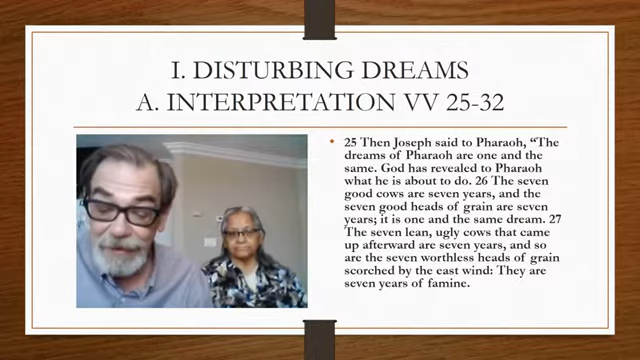 I. DISTURBING DREAMS
A. INTERPRETATION VV 25-32
• 25 Then Joseph said to Pharaoh, “The
dreams of Pharaoh are one and the
same. God has revealed to Pharaoh
what he is about to do. 26 The seven
good cows are seven years, and the
seven good heads of grain are seven
years; it is one and the same dream. 27
The seven lean, ugly cows that came
up afterward are seven years, and so
are the seven worthless heads of grain
scorched by the east wind: They are
seven years of famine.